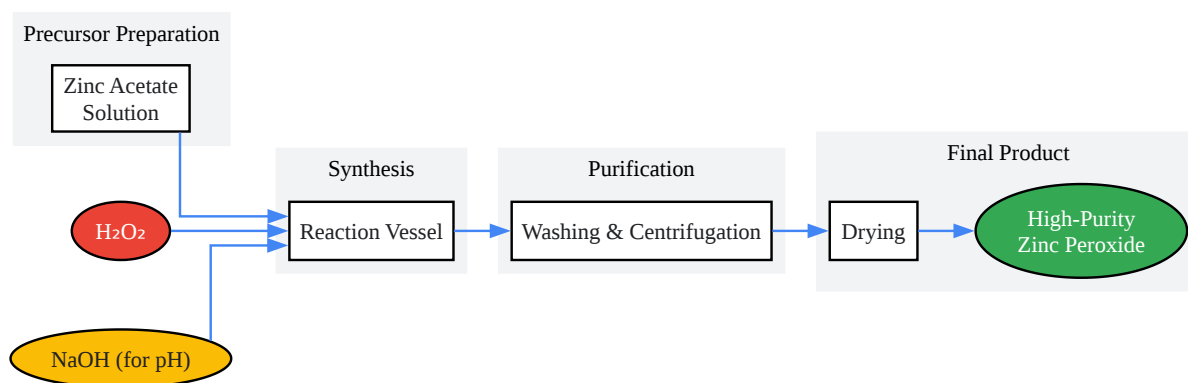 Precursor Preparation
Zinc Acetate
Solution
H₂O₂
NaOH (for pH)
Synthesis
Reaction Vessel
Purification
Washing & Centrifugation
Final Product
Drying
High-Purity
Zinc Peroxide